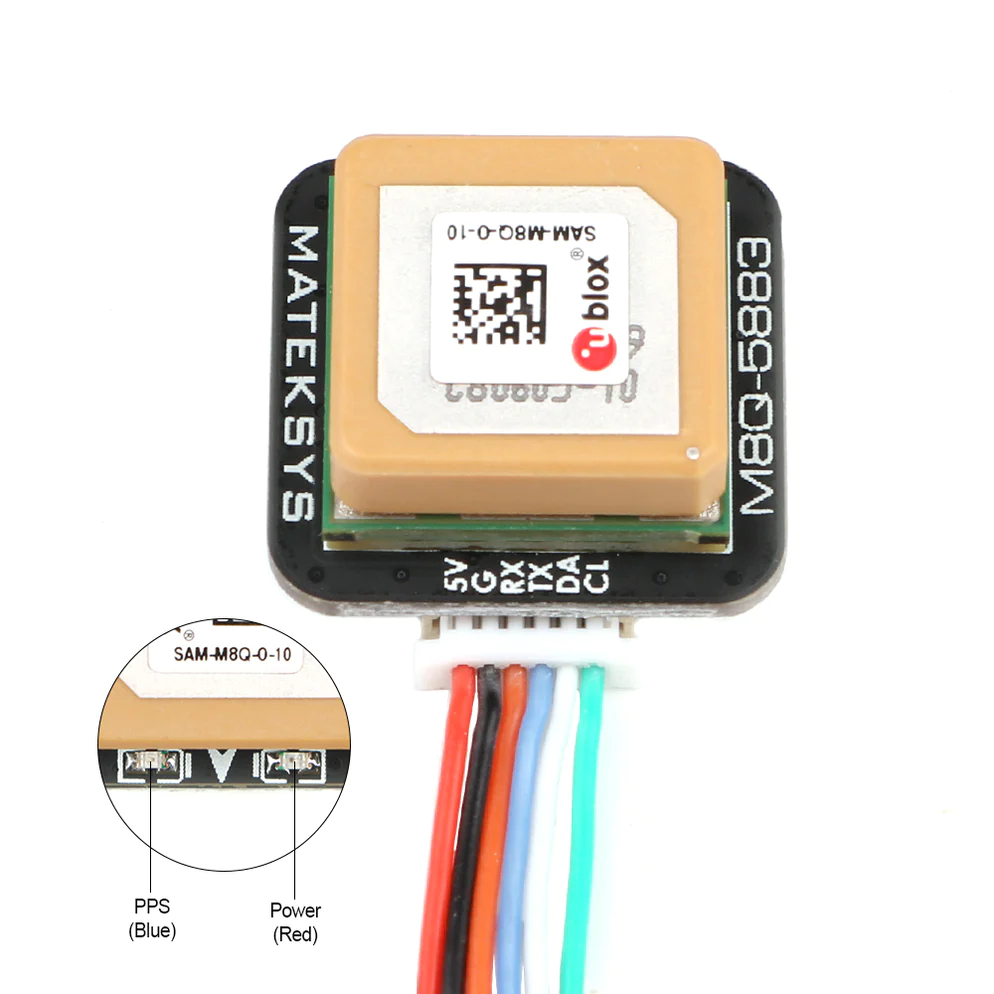 SAM-M8Q-0-10
ublox®
MATEKSYS
M8Q-5883
5V
G
RX
TX
DA
CL
®
SAM-M8Q-0-10
PPS
(Blue)
Power
(Red)